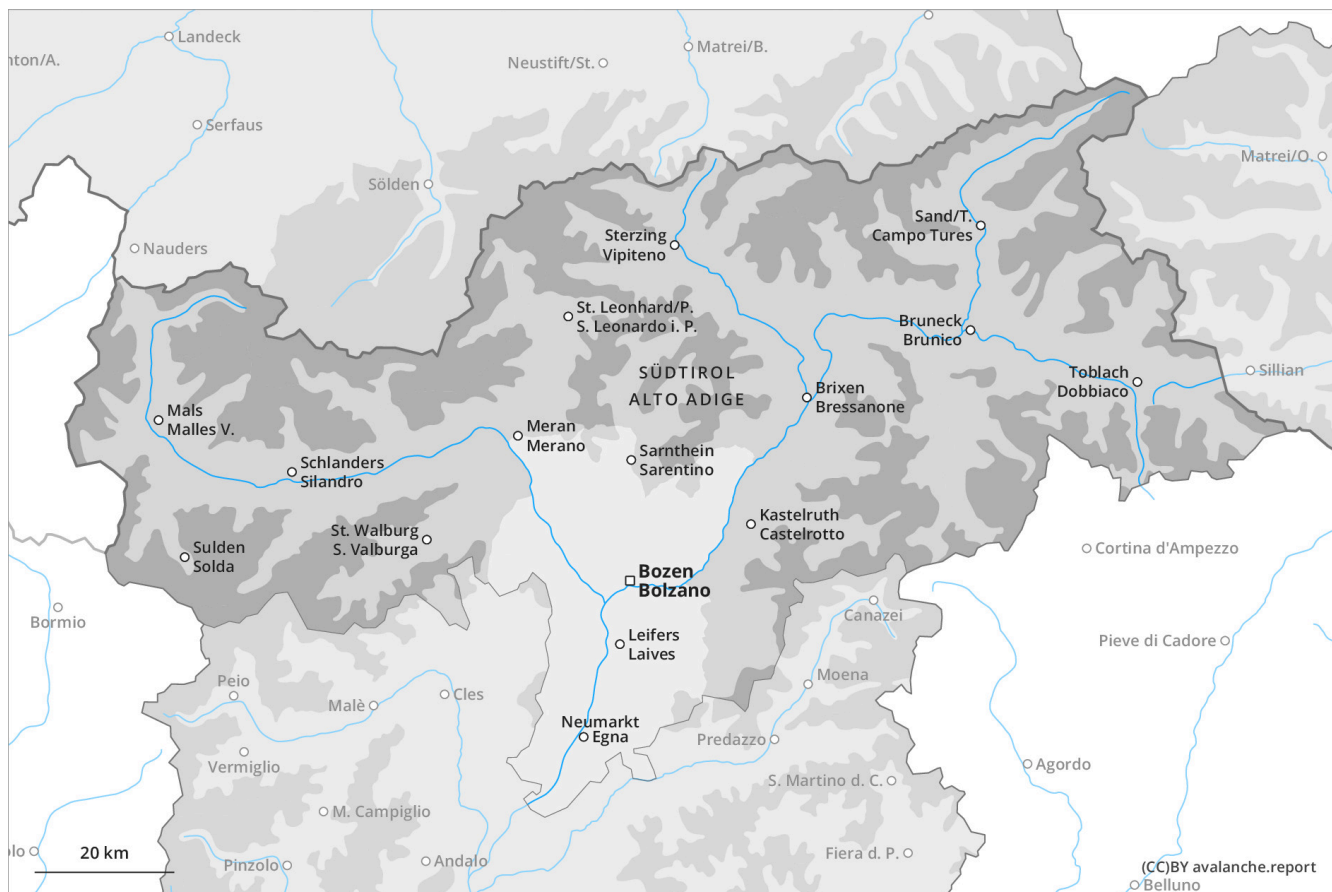 Landeck
nton/A.
Neustift/St.
Matrei/B.
Serfaus
Matrei/O.
Sölden
Sand/T.
Campo Tures
Nauders
Sterzing
Vipiteno
St. Leonhard/P.
S. Leonardo i. P.
Bruneck
Brunico
SÜDTIROL
ALTO ADIGE
Toblach
Dobbiaco
Sillian
Brixen
Bressanone
Mals
Malles V.
Meran
Merano
Sarnthein
Sarentino
Schlanders
Silandro
St. Walburg
S. Valburga
Kastelruth
Castelrotto
Sulden
Solda
Cortina d'Ampezzo
Bozen
Bolzano
Bormio
Canazei
Leifers
Laives
Pieve di Cadore
Peio
Malè
Cles
Moena
Neumarkt
Egna
Predazzo
Vermiglio
Agordo
S. Martino d. C.
M. Campiglio
20 km
olo
Pinzolo
Andalo
Fiera d. P.
(CC)BY avalanche.report
Belluno